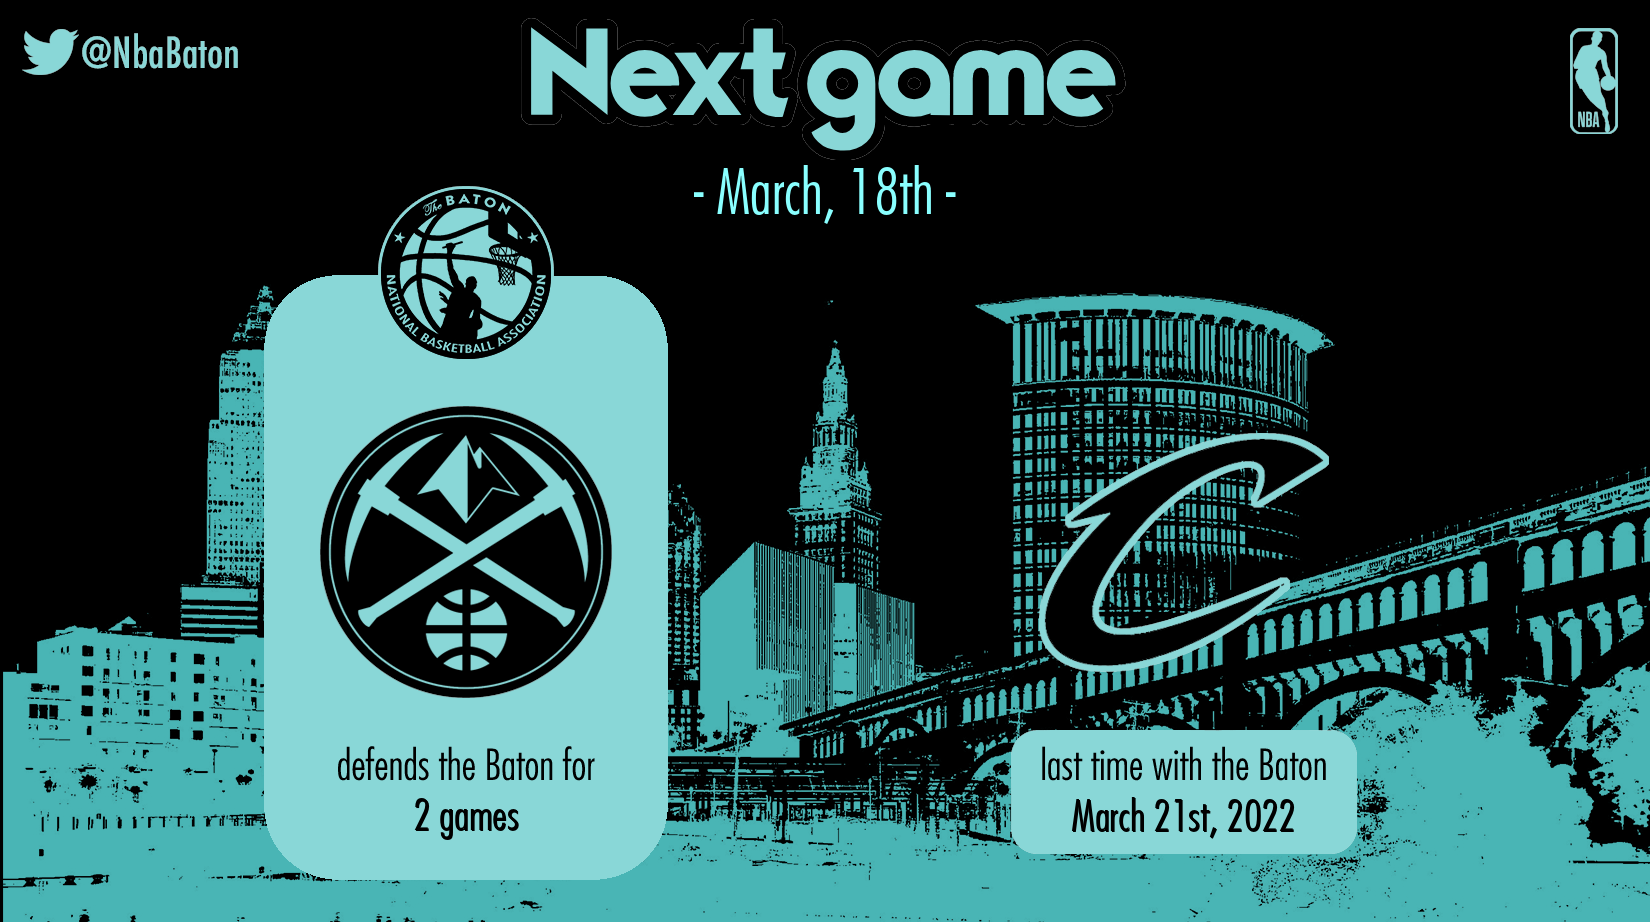 @NbaBaton
Next game
NBA
- March, 18th -
The BATON
NATIONAL BASKETBALL ASSOCIATION
defends the Baton for
2 games
last time with the Baton
March 21st, 2022